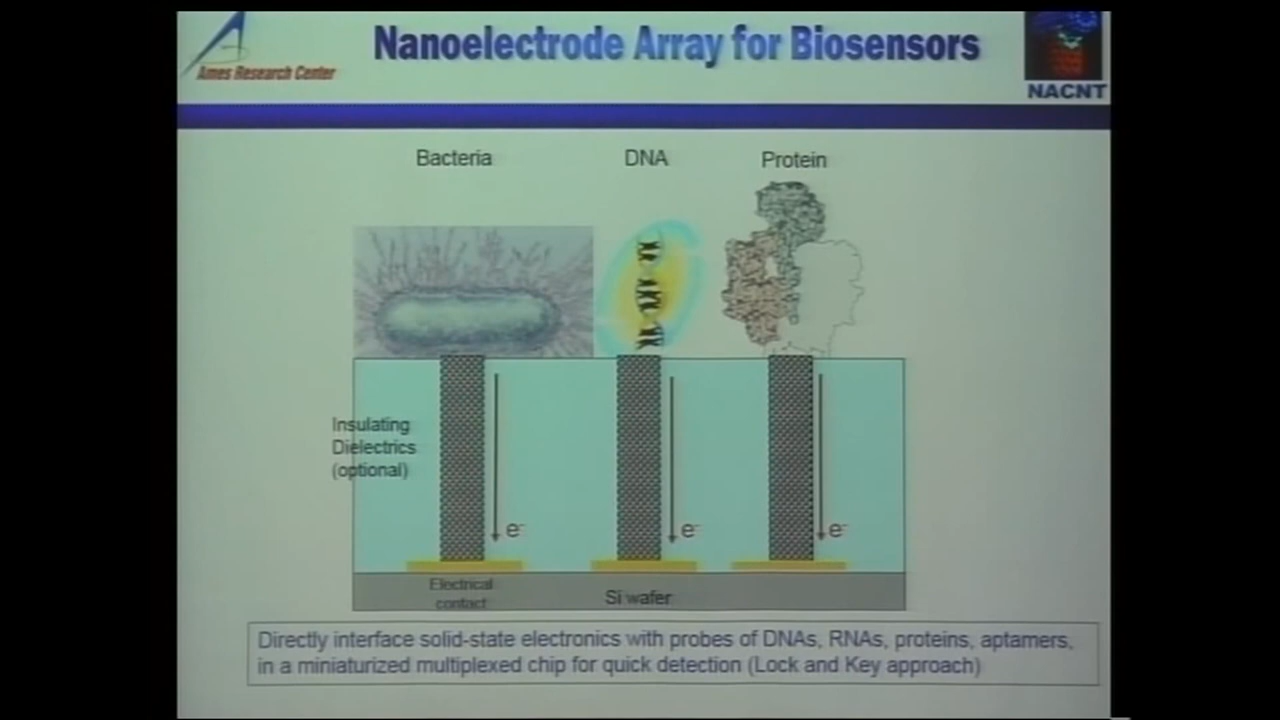 Nanoelectrode Array for Biosensors
Ames Research Center
NACNT
Bacteria
DNA
Protein
Insulating
Dielectrics
(optional)
e-
e-
e-
Electrical
contact
Si wafer
Directly interface solid-state electronics with probes of DNAs, RNAs, proteins, aptamers,
in a miniaturized multiplexed chip for quick detection (Lock and Key approach)